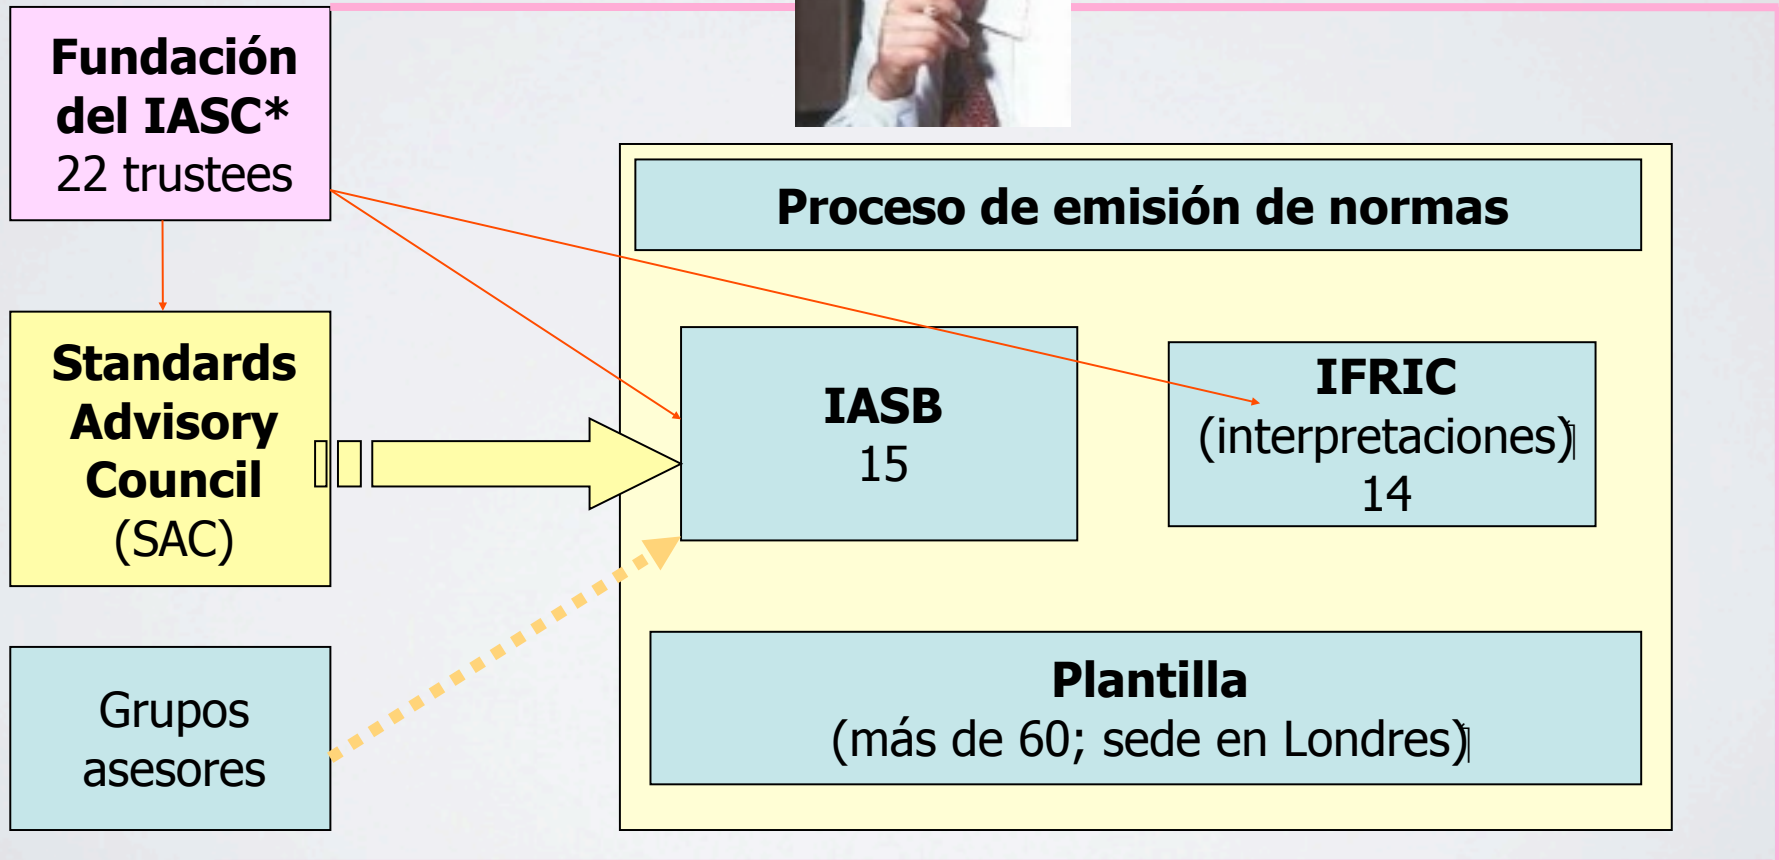 Fundación
del IASC*
22 trustees
Standards
Advisory
Council
(SAC)
Grupos
asesores
Proceso de emisión de normas
IASB
15
IFRIC
(interpretaciones)
14
Plantilla
(más de 60; sede en Londres)